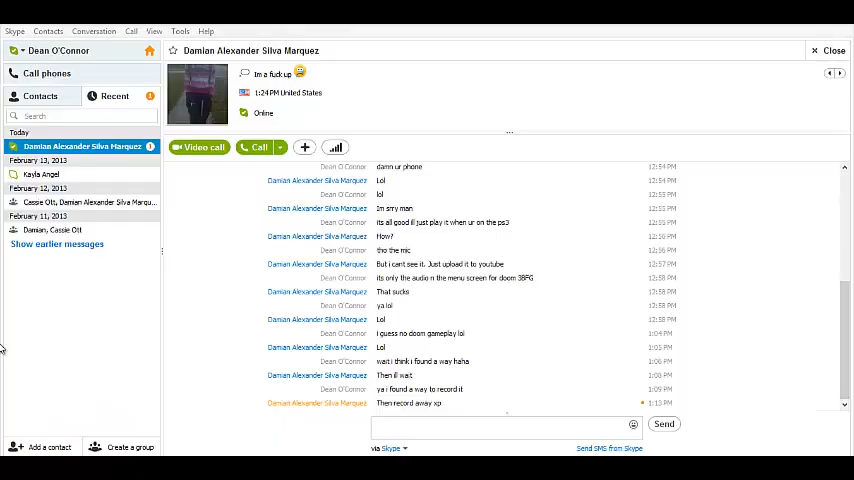 Skype Contacts Conversation Call View Tools Help
Dean O'Connor
Damian Alexander Silva Marquez
Close
Call phones
Im a fuck up
1:24 PM United States
Contacts
Recent
1
Online
Search
Today
Damian Alexander Silva Marquez 1
February 13, 2013
Kayla Angel
February 12, 2013
Cassie Ott, Damian Alexander Silva Marqu...
February 11, 2013
Damian, Cassie Ott
Show earlier messages
Video call
Call
Dean O'Connor damn ur phone 12:54 PM
Damian Alexander Silva Marquez Lol 12:54 PM
Dean O'Connor lol 12:55 PM
Damian Alexander Silva Marquez Im srry man 12:55 PM
Dean O'Connor its all good ill just play it when ur on the ps3 12:55 PM
Damian Alexander Silva Marquez How? 12:56 PM
Dean O'Connor tho the mic 12:56 PM
Damian Alexander Silva Marquez But i cant see it. Just upload it to youtube 12:57 PM
Dean O'Connor its only the audio n the menu screen for doom 3BFG 12:58 PM
Damian Alexander Silva Marquez That sucks 12:58 PM
Dean O'Connor ya lol 12:58 PM
Damian Alexander Silva Marquez Lol 12:58 PM
Dean O'Connor i guess no doom gameplay lol 1:04 PM
Damian Alexander Silva Marquez Lol 1:05 PM
Dean O'Connor wait i think i found a way haha 1:06 PM
Damian Alexander Silva Marquez Then ill wait 1:08 PM
Dean O'Connor ya i found a way to record it 1:09 PM
Damian Alexander Silva Marquez Then record away xp 1:13 PM
Send
via Skype
Send SMS from Skype
Add a contact
Create a group